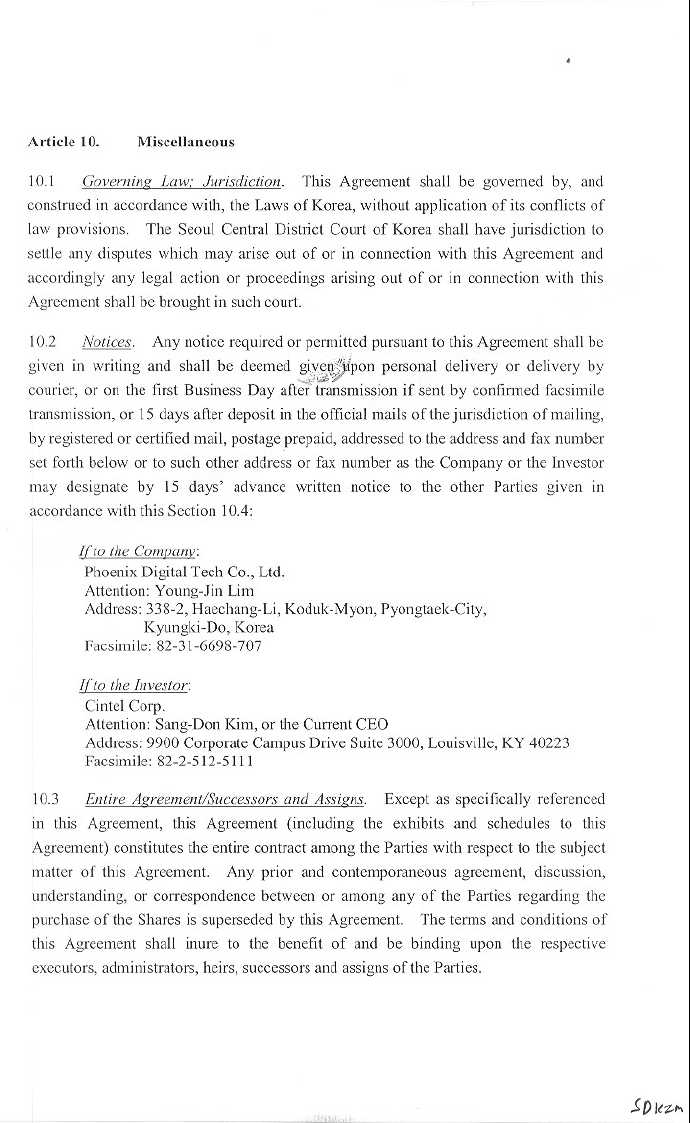 Article 10. Miscellaneous
10.1 Governing Law; Jurisdiction. This Agreement shall be governed by, and
construed in accordance with, the Laws of Korea, without application of its conflicts of
law provisions. The Seoul Central District Court of Korea shall have jurisdiction to
settle any disputes which may arise out of or in connection with this Agreement and
accordingly any legal action or proceedings arising out of or in connection with this
Agreement shall be brought in such court.
10.2 Notices. Any notice required or permitted pursuant to this Agreement shall be
given in writing and shall be deemed given upon personal delivery or delivery by
courier, or on the first Business Day after transmission if sent by confirmed facsimile
transmission, or 15 days after deposit in the official mails of the jurisdiction of mailing,
by registered or certified mail, postage prepaid, addressed to the address and fax number
set forth below or to such other address or fax number as the Company or the Investor
may designate by 15 days' advance written notice to the other Parties given in
accordance with this Section 10.4:
If to the Company:
Phoenix Digital Tech Co., Ltd.
Attention: Young-Jin Lim
Address: 338-2, Haechang-Li, Koduk-Myon, Pyongtaek-City,
Kyungki-Do, Korea
Facsimile: 82-31-6698-707
If to the Investor:
Cintel Corp.
Attention: Sang-Don Kim, or the Current CEO
Address: 9900 Corporate Campus Drive Suite 3000, Louisville, KY 40223
Facsimile: 82-2-512-5111
10.3 Entire Agreement/Successors and Assigns. Except as specifically referenced
in this Agreement, this Agreement (including the exhibits and schedules to this
Agreement) constitutes the entire contract among the Parties with respect to the subject
matter of this Agreement. Any prior and contemporaneous agreement, discussion,
understanding, or correspondence between or among any of the Parties regarding the
purchase of the Shares is superseded by this Agreement. The terms and conditions of
this Agreement shall inure to the benefit of and be binding upon the respective
executors, administrators, heirs, successors and assigns of the Parties.